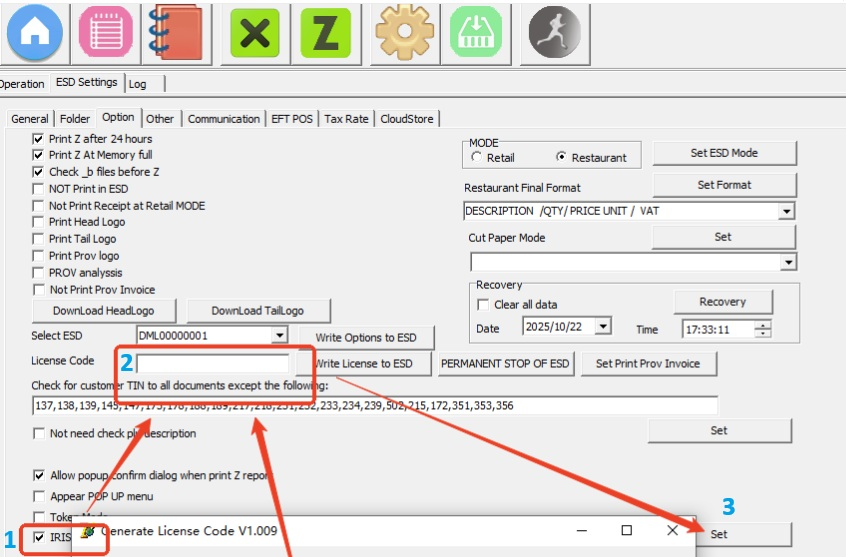 X Z
Operation ESD Settings Log
General Folder Option Other Communication EFT POS Tax Rate CloudStore
Print Z after 24 hours
Print Z At Memory full
Check _b files before Z
NOT Print in ESD
Not Print Receipt at Retail MODE
Print Head Logo
Print Tail Logo
Print Prov logo
PROV analyssis
Not Print Prov Invoice
MODE
Retail Restaurant Set ESD Mode
Restaurant Final Format Set Format
DESCRIPTION /QTY/ PRICE UNIT / VAT
Cut Paper Mode Set
Recovery
Clear all data Recovery
Date 2025/10/22 Time 17:33:11
DownLoad HeadLogo DownLoad TailLogo
Select ESD DML00000001 Write Options to ESD
License Code 2 Write License to ESD PERMANENT STOP OF ESD Set Print Prov Invoice
Check for customer TIN to all documents except the following:
137,138,139,145,147,173,178,188,189,217,218,231,232,233,234,239,502,215,172,351,353,356
Not need check plu description Set
Allow popup confirm dialog when print Z report
Appear POP UP menu
3
1 IRIS Generate License Code V1.009 Set